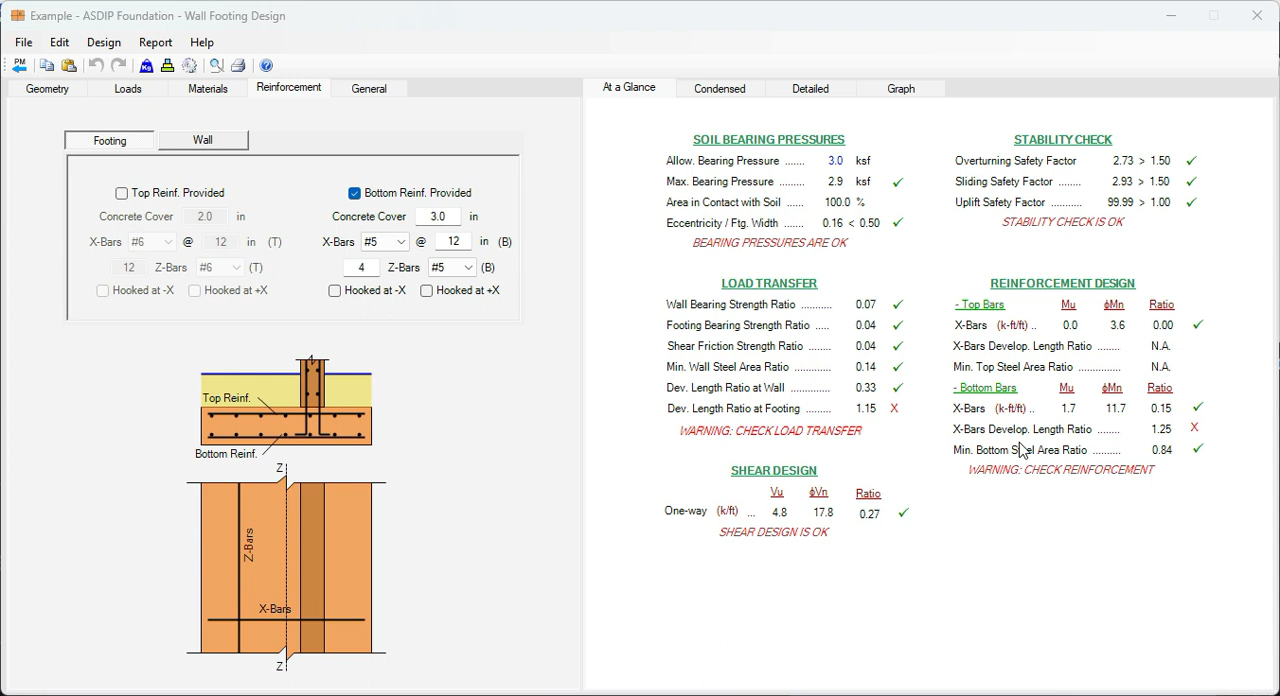 Example - ASDIP Foundation - Wall Footing Design
File Edit Design Report Help
PM
Geometry Loads Materials Reinforcement General
At a Glance Condensed Detailed Graph
Footing Wall
Top Reinf. Provided
Concrete Cover 2.0 in
X-Bars #6 @ 12 in (T)
12 Z-Bars #6 (T)
Hooked at -X Hooked at +X
Bottom Reinf. Provided
Concrete Cover 3.0 in
X-Bars #5 @ 12 in (B)
4 Z-Bars #5 (B)
Hooked at -X Hooked at +X
Top Reinf.
Bottom Reinf.
Z
Z-Bars
X-Bars
Z
SOIL BEARING PRESSURES
Allow. Bearing Pressure ...... 3.0 ksf
Max. Bearing Pressure ........ 2.9 ksf
Area in Contact with Soil ...... 100.0 %
Eccentricity / Ftg. Width ...... 0.16 < 0.50
BEARING PRESSURES ARE OK
LOAD TRANSFER
Wall Bearing Strength Ratio ........... 0.07
Footing Bearing Strength Ratio ..... 0.04
Shear Friction Strength Ratio ........ 0.04
Min. Wall Steel Area Ratio ............ 0.14
Dev. Length Ratio at Wall ............. 0.33
Dev. Length Ratio at Footing ......... 1.15 X
WARNING: CHECK LOAD TRANSFER
SHEAR DESIGN
Vu ϕVn Ratio
One-way (k/ft) ... 4.8 17.8 0.27
SHEAR DESIGN IS OK
STABILITY CHECK
Overturning Safety Factor 2.73 > 1.50
Sliding Safety Factor ........ 2.93 > 1.50
Uplift Safety Factor ........... 99.99 > 1.00
STABILITY CHECK IS OK
REINFORCEMENT DESIGN
- Top Bars Mu ϕMn Ratio
X-Bars (k-ft/ft) .. 0.0 3.6 0.00
X-Bars Develop. Length Ratio ........ N.A.
Min. Top Steel Area Ratio ............. N.A.
- Bottom Bars Mu ϕMn Ratio
X-Bars (k-ft/ft) .. 1.7 11.7 0.15
X-Bars Develop. Length Ratio ........ 1.25 X
Min. Bottom Steel Area Ratio .......... 0.84
WARNING: CHECK REINFORCEMENT